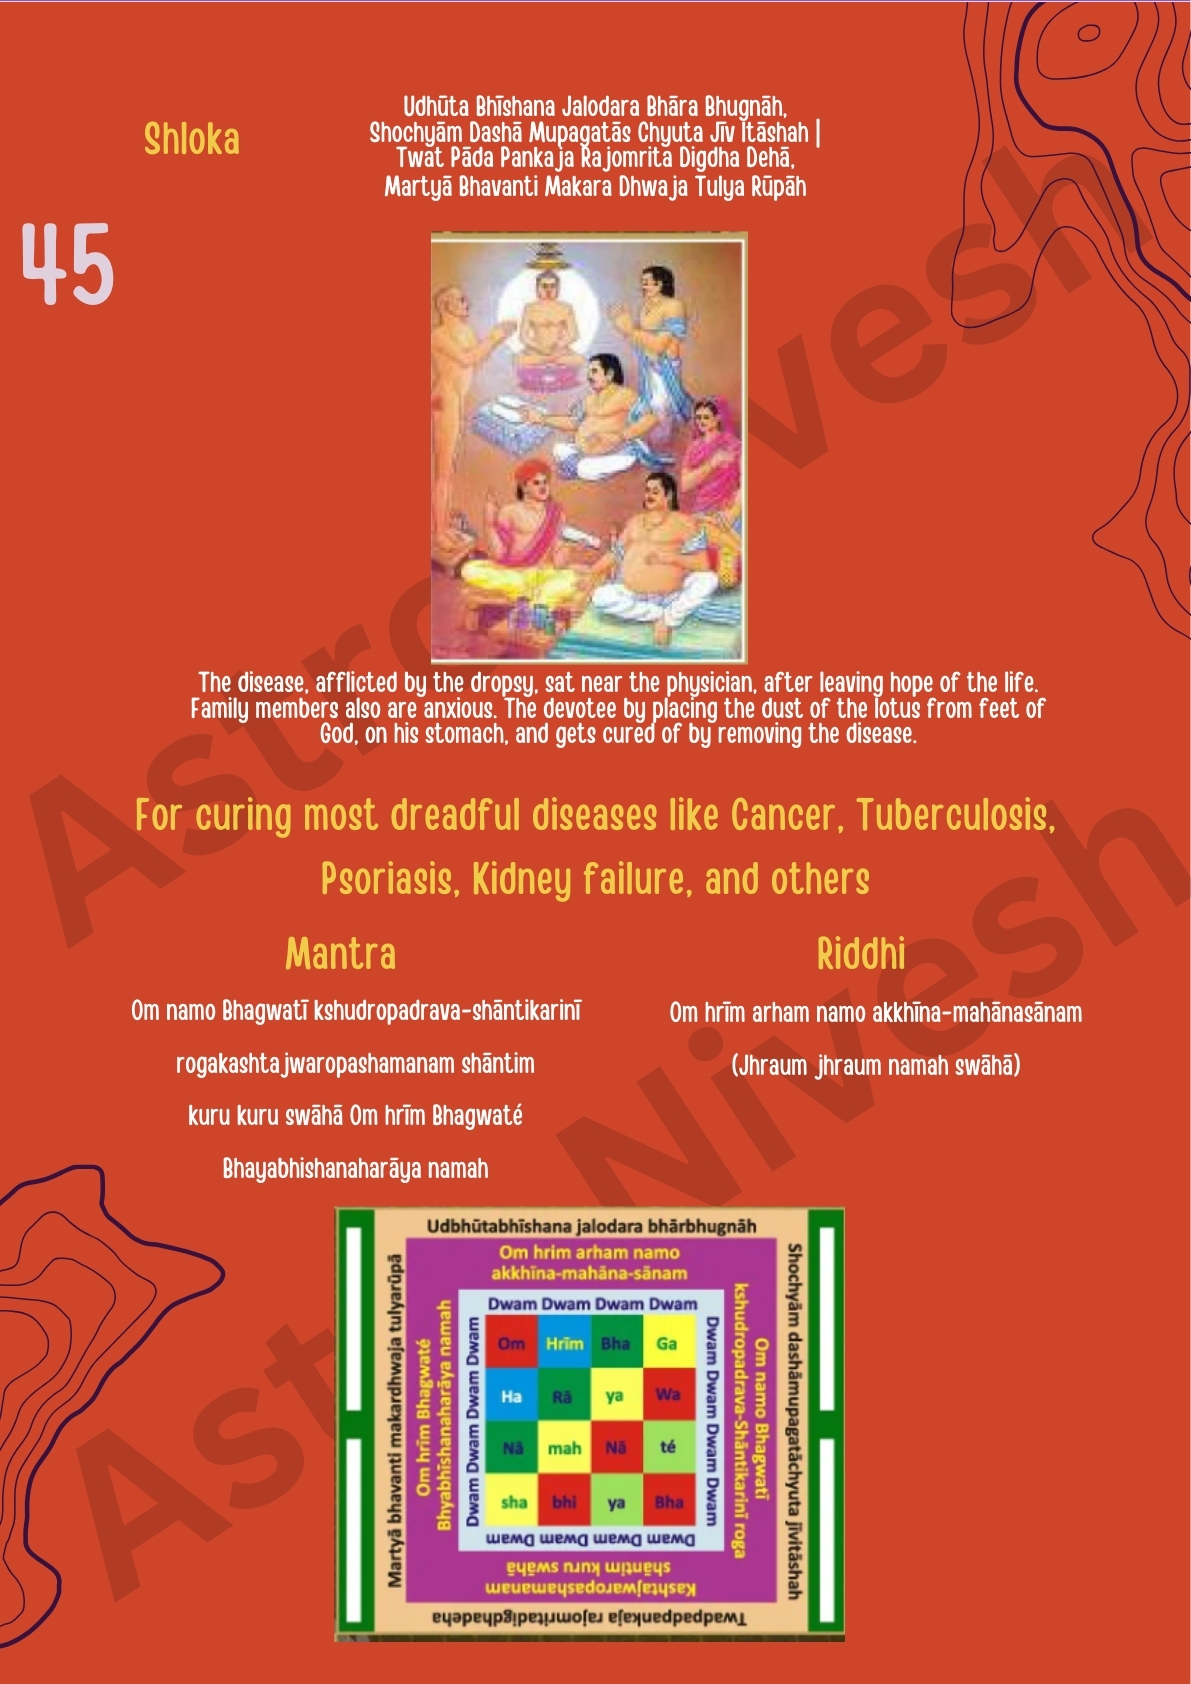 Shloka
45
Udhūta Bhīshana Jalodara Bhāra Bhugnāh,
Shochyām Dashā Mupagatās Chyuta Jīv Itāshah |
Twat Pāda Pankaja Rajomrita Digdha Dehā,
Martyā Bhavanti Makara Dhwaja Tulya Rūpāh
The disease, afflicted by the dropsy, sat near the physician, after leaving hope of the life.
Family members also are anxious. The devotee by placing the dust of the lotus from feet of
God, on his stomach, and gets cured of by removing the disease.
For curing most dreadful diseases like Cancer, Tuberculosis,
Psoriasis, Kidney failure, and others
Mantra
Om namo Bhagwatī kshudropadrava-shāntikarinī
rogakashtajwaropashamanam shāntim
kuru kuru swāhā Om hrīm Bhagwaté
Bhayabhishanaharāya namah
Riddhi
Om hrīm arham namo akkhīna-mahānasānam
(Jhraum jhraum namah swāhā)
Udbhūtabhīshana jalodara bhārbhugnāh
Shochyām dashāmupagatāchyuta jīvitāshah
Twadpadpankaja rajomritadigdhadeha
Martyā bhavanti makardhwaja tulyarūpā
Om hrim arham namo
akkhīna-mahāna-sānam
Om namo Bhagwatī
kshudropadrava-Shāntikarinī roga
Kashtajwaropashamanam
shāntim kuru swāhā
Om hrīm Bhagwaté
Bhyabhīshanaharāya namah
Dwam Dwam Dwam Dwam
Dwam Dwam Dwam Dwam
Dwam Dwam Dwam Dwam
Dwam Dwam Dwam Dwam
Om Hrīm Bha Ga
Ha Rā ya Wa
Nā mah Nā té
sha bhi ya Bha
Astro Nivesh
Astro Nivesh